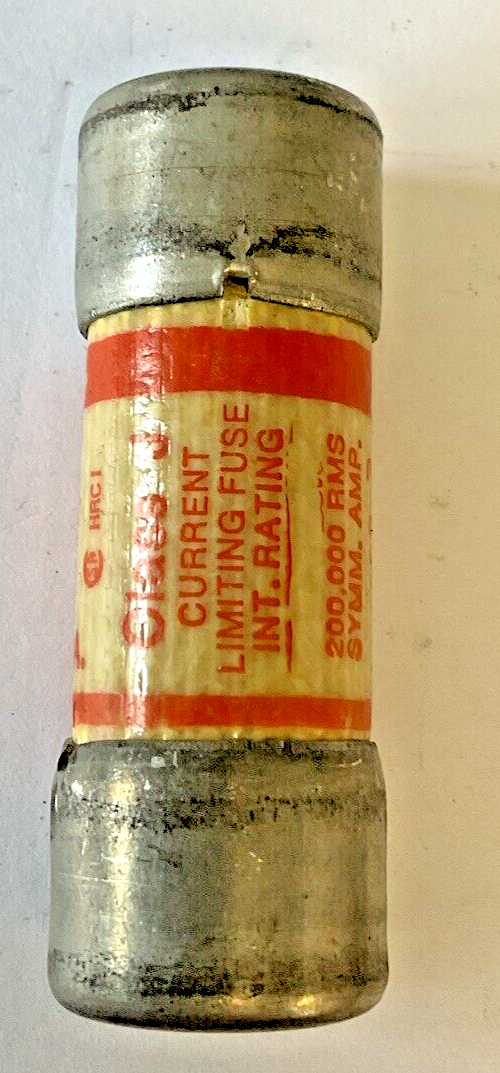 HRCI
Class J
CURRENT
LIMITING FUSE
INT. RATING
200,000 RMS
SYMM. AMP.